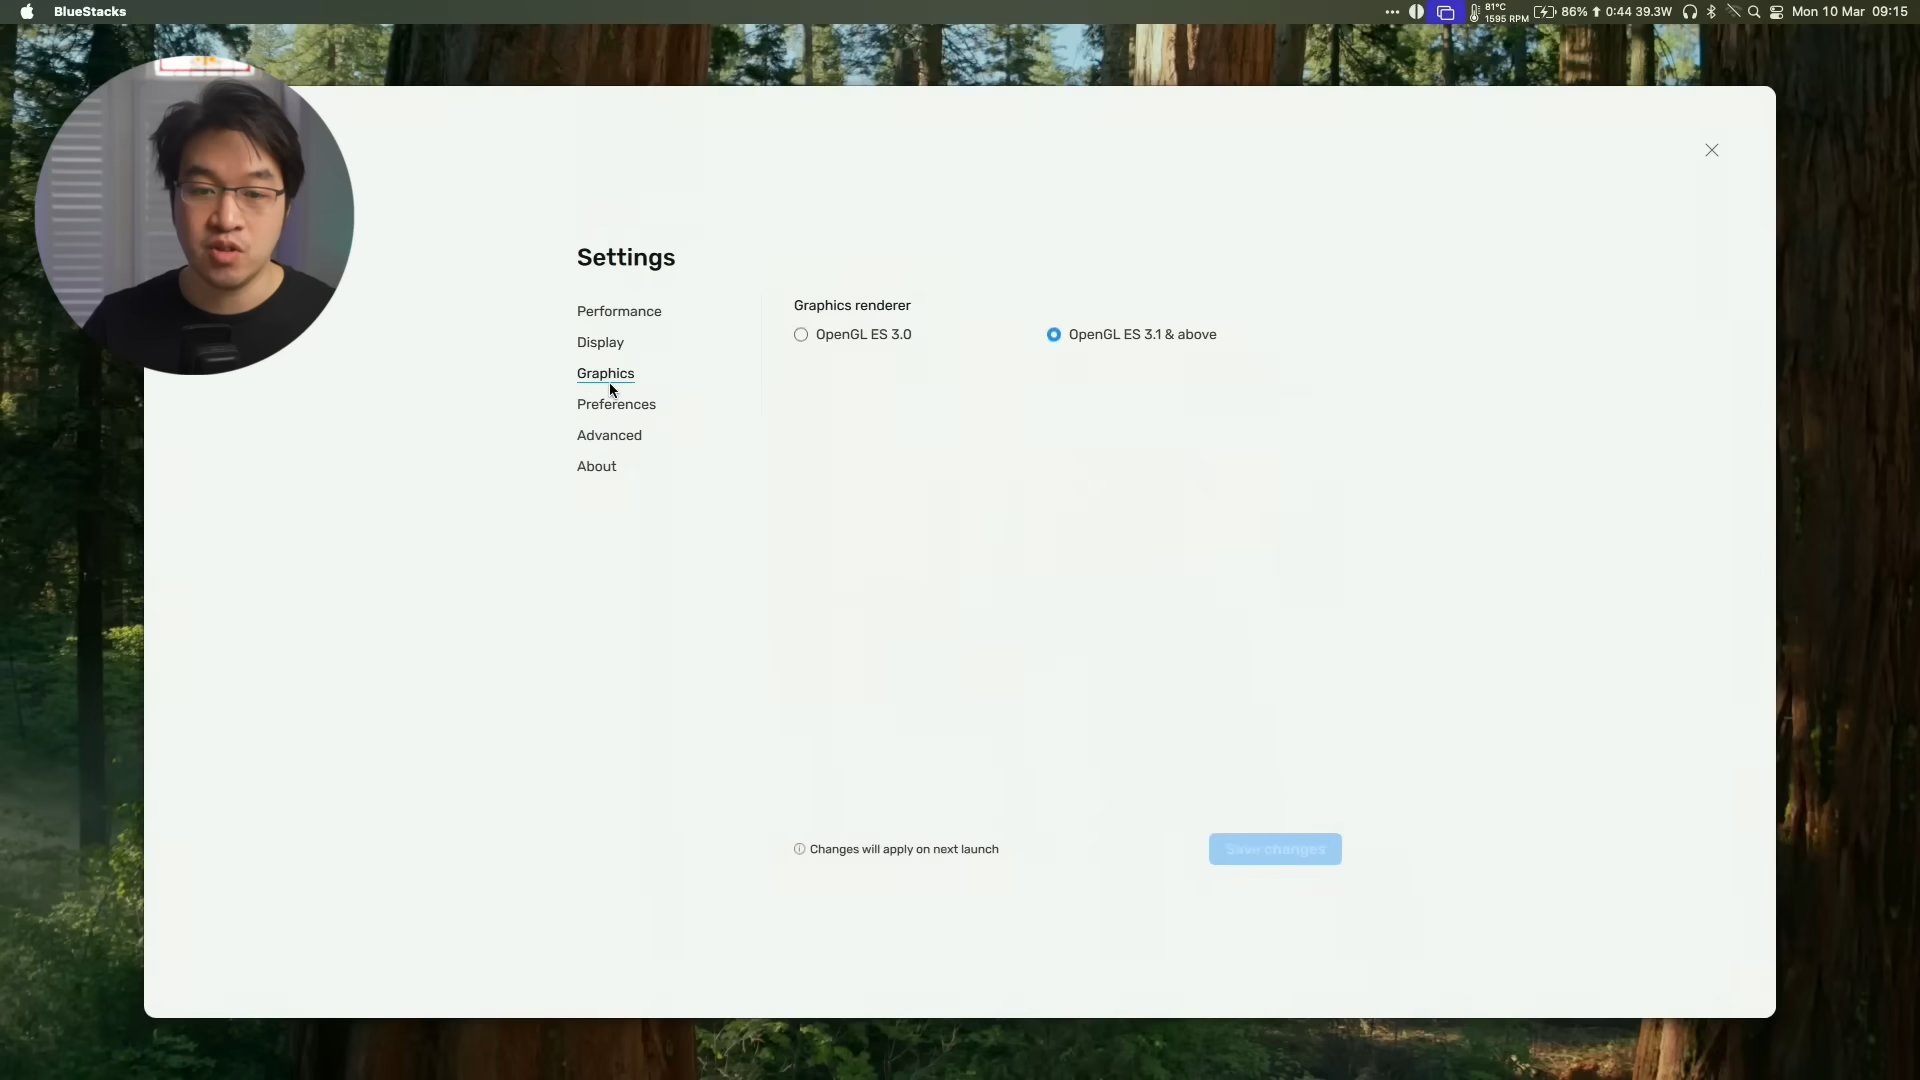 BlueStacks
81°C
1595 RPM
86%
0:44 39.3W
Mon 10 Mar 09:15
Settings
Performance
Display
Graphics
Preferences
Advanced
About
Graphics renderer
OpenGL ES 3.0
OpenGL ES 3.1 & above
Changes will apply on next launch
Save changes